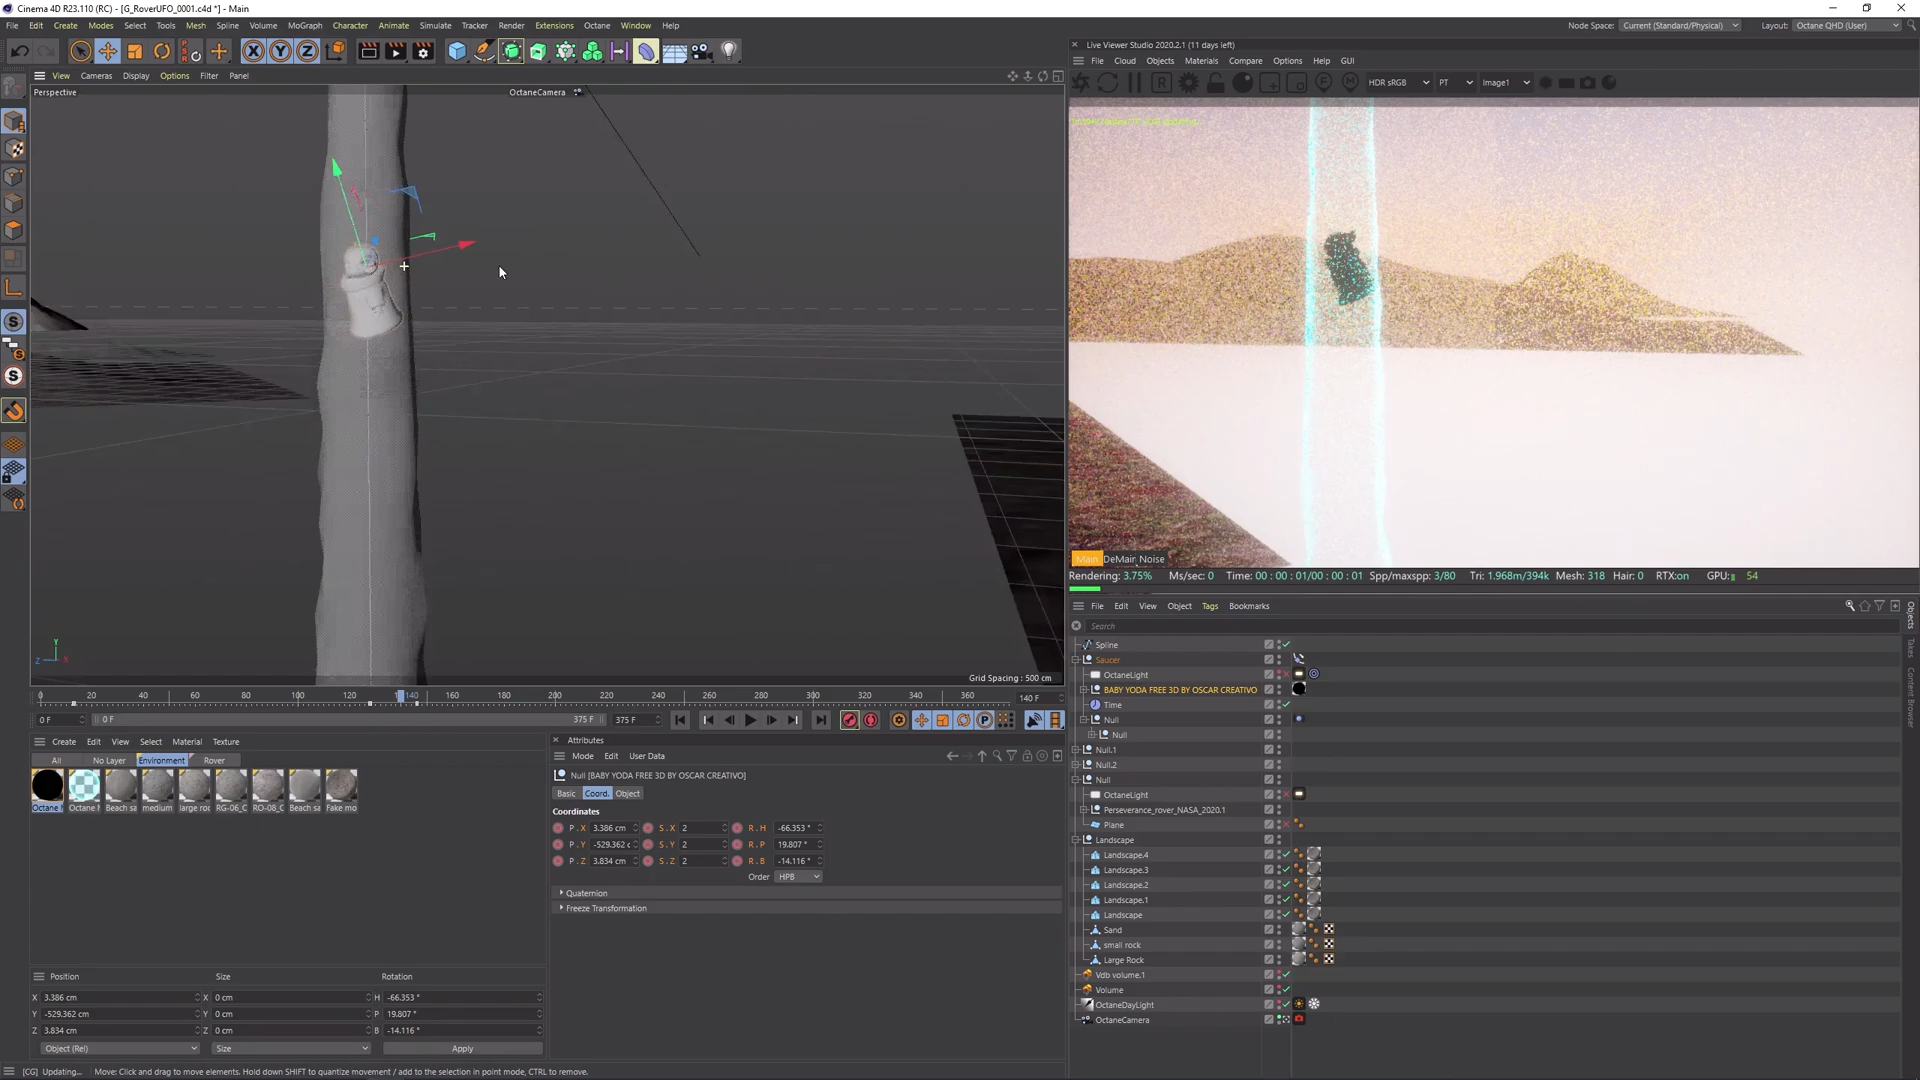 Cinema 4D R23.110 (RC) - [G_RoverUFO_0001.c4d *] - Main
File Edit Create Modes Select Tools Mesh Spline Volume MoGraph Character Animate Simulate Tracker Render Extensions Octane Window Help
Node Space: Current (Standard/Physical) Layout: Octane QHD (User)
View Cameras Display Options Filter Panel
Perspective OctaneCamera
Grid Spacing : 500 cm
Live Viewer Studio 2020.2.1 (11 days left)
File Cloud Objects Materials Compare Options Help GUI
HDR sRGB PT Image1
Main DeMain Noise
Rendering: 3.75% Ms/sec: 0 Time: 00 : 00 : 01/00 : 00 : 01 Spp/maxspp: 3/80 Tri: 1.968m/394k Mesh: 318 Hair: 0 RTX:on GPU: 54
0 20 40 60 80 100 120 140 160 180 200 220 240 260 280 300 320 340 360 140 F
0 F 0 F 375 F 375 F
Create Edit View Select Material Texture
All No Layer Environment Rover
Octane Octane Beach sa medium large roc RG-06_C RO-08_C Beach sa Fake mo
Position Size Rotation
X 3.386 cm X 0 cm H -66.353 °
Y -529.362 cm Y 0 cm P 19.807 °
Z 3.834 cm Z 0 cm B -14.116 °
Object (Rel) Size Apply
Attributes
Mode Edit User Data
Null [BABY YODA FREE 3D BY OSCAR CREATIVO]
Basic Coord. Object
Coordinates
P . X 3.386 cm S . X 2 R . H -66.353 °
P . Y -529.362 c S . Y 2 R . P 19.807 °
P . Z 3.834 cm S . Z 2 R . B -14.116 °
Order HPB
Quaternion
Freeze Transformation
File Edit View Object Tags Bookmarks
Search
Spline
Saucer
OctaneLight
BABY YODA FREE 3D BY OSCAR CREATIVO
Time
Null
Null
Null.1
Null.2
Null
OctaneLight
Perseverance_rover_NASA_2020.1
Plane
Landscape
Landscape.4
Landscape.3
Landscape.2
Landscape.1
Landscape
Sand
small rock
Large Rock
Vdb volume.1
Volume
OctaneDayLight
OctaneCamera
Objects
Takes
Content Browser
[CG] Updating... Move: Click and drag to move elements. Hold down SHIFT to quantize movement / add to the selection in point mode, CTRL to remove.